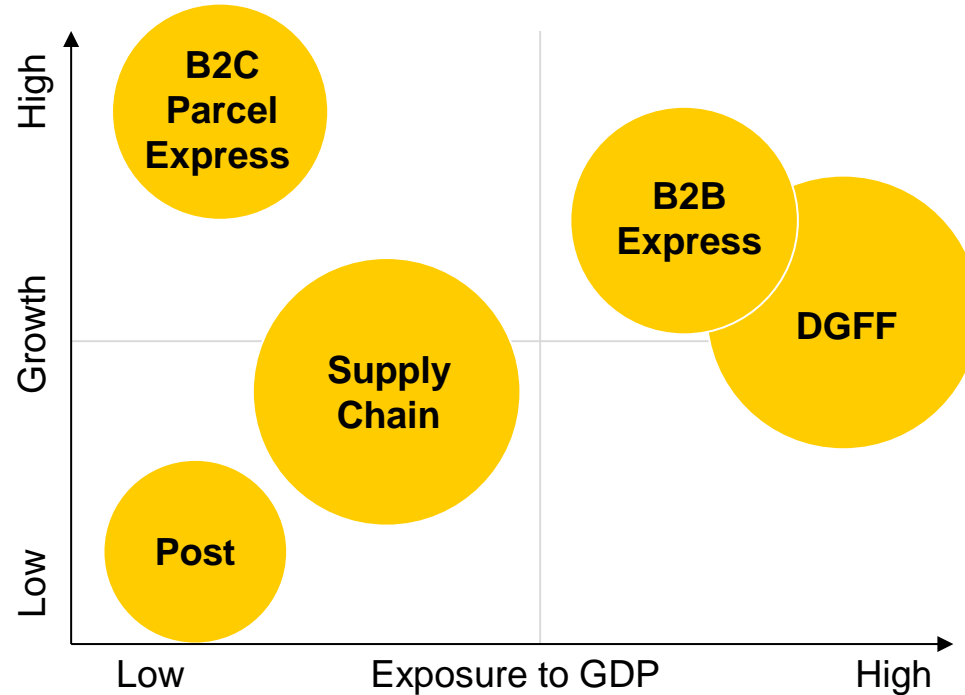 High
Growth
Low
B2C
Parcel
Express
B2B
Express
DGFF
Supply
Chain
Post
Low
Exposure to GDP
High